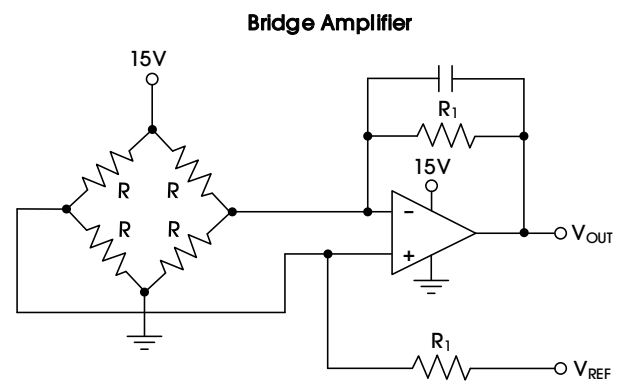 Bridge Amplifier
15V
R1
15V
R R
R R
−
+
VOUT
R1
VREF